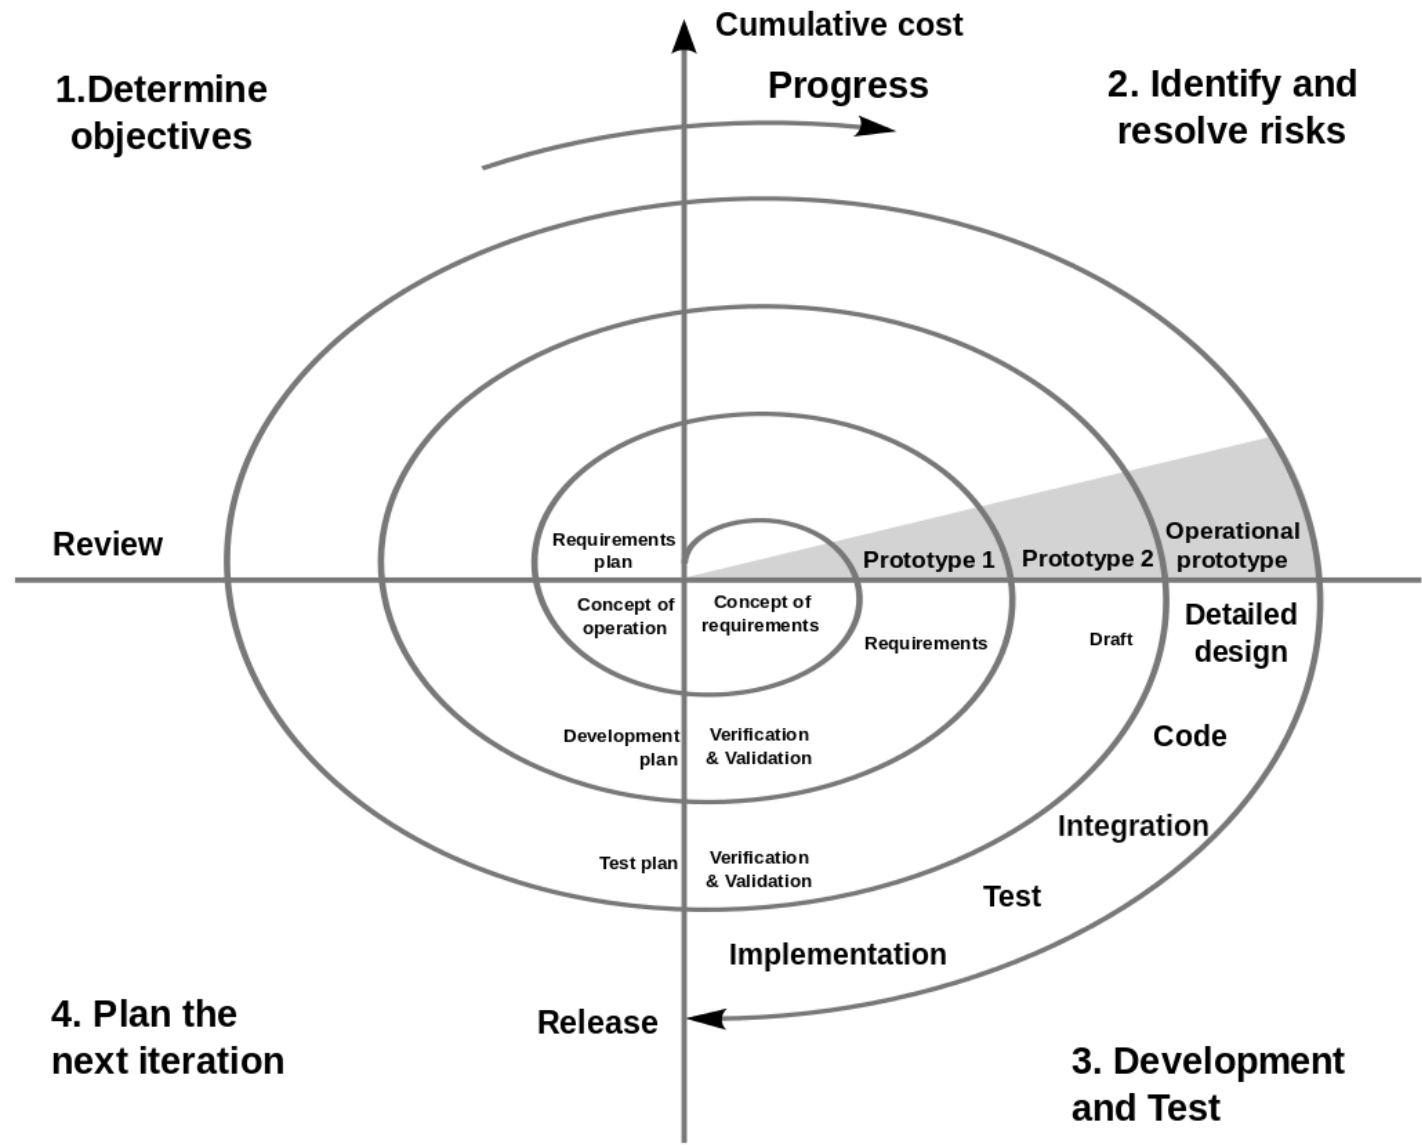 Cumulative cost
Progress
1.Determine
objectives
2. Identify and
resolve risks
Review
Requirements
plan
Prototype 1
Prototype 2
Operational
prototype
Concept of
operation
Concept of
requirements
Requirements
Draft
Detailed
design
Development
plan
Verification
& Validation
Code
Integration
Test plan
Verification
& Validation
Test
Implementation
Release
4. Plan the
next iteration
3. Development
and Test